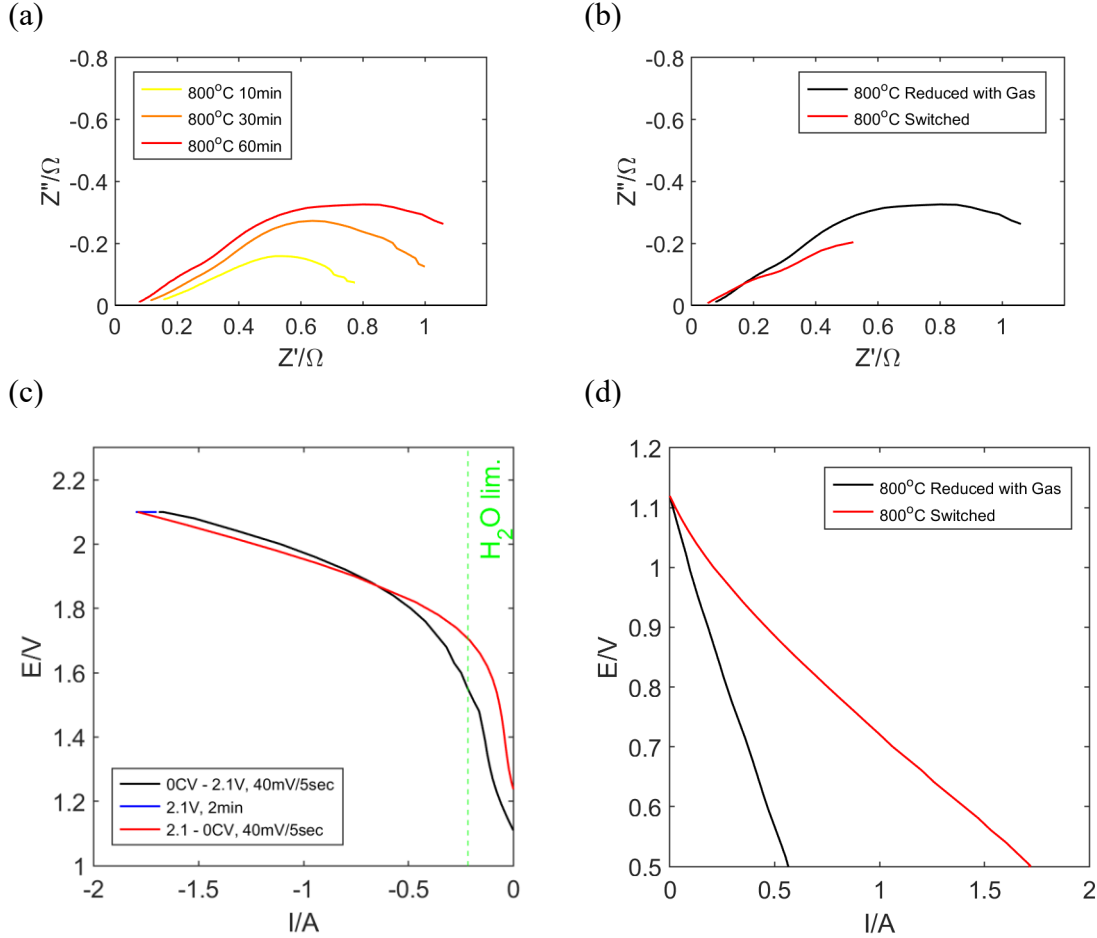 (a)
-0.8
-0.6
-0.4
-0.2
0
0
0.2
0.4
0.6
0.8
1
Z''/Ω
Z'/Ω
800°C 10min
800°C 30min
800°C 60min
(b)
-0.8
-0.6
-0.4
-0.2
0
0
0.2
0.4
0.6
0.8
1
Z''/Ω
Z'/Ω
800°C Reduced with Gas
800°C Switched
(c)
2.2
2
1.8
1.6
1.4
1.2
1
-2
-1.5
-1
-0.5
0
E/V
I/A
H₂O lim.
0CV - 2.1V, 40mV/5sec
2.1V, 2min
2.1 - 0CV, 40mV/5sec
(d)
1.2
1.1
1
0.9
0.8
0.7
0.6
0.5
0
0.5
1
1.5
2
E/V
I/A
800°C Reduced with Gas
800°C Switched